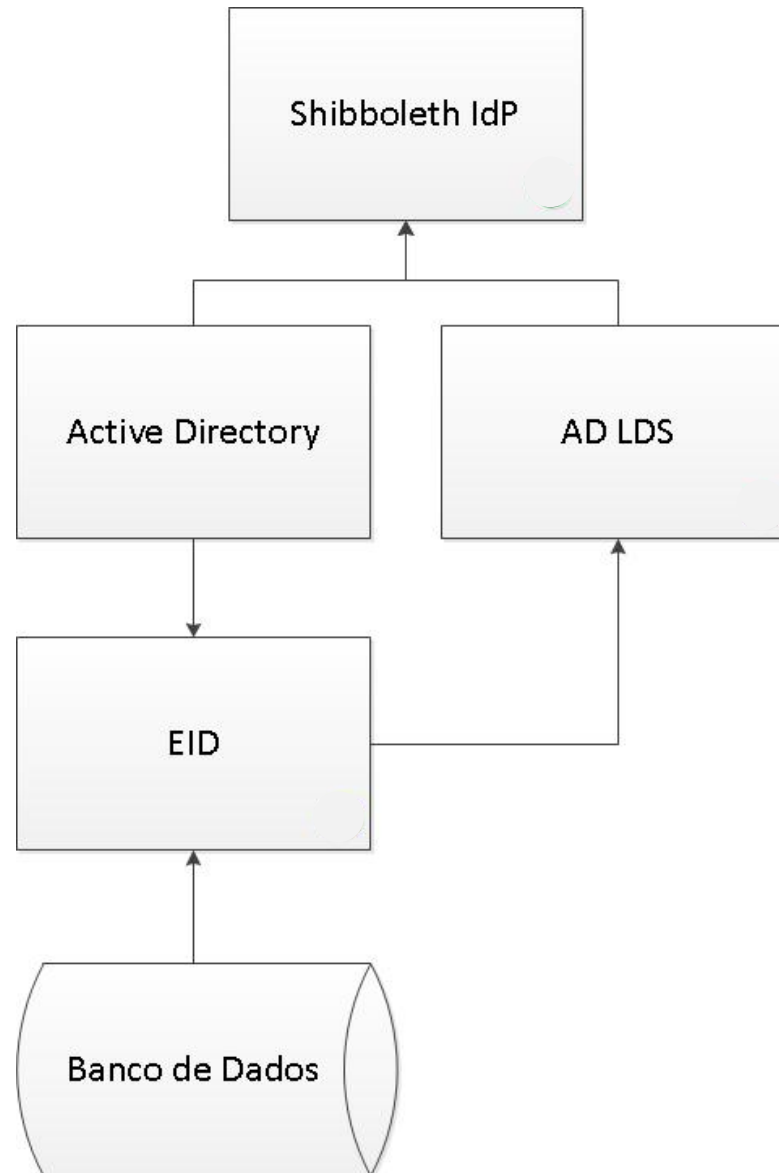 Shibboleth IdP
Active Directory
AD LDS
EID
Banco de Dados